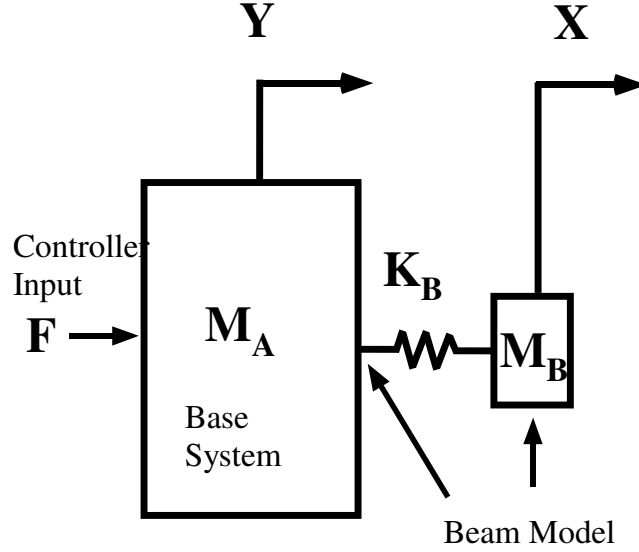 Y
X
Controller
Input
F
M_A
K_B
M_B
Base
System
Beam Model